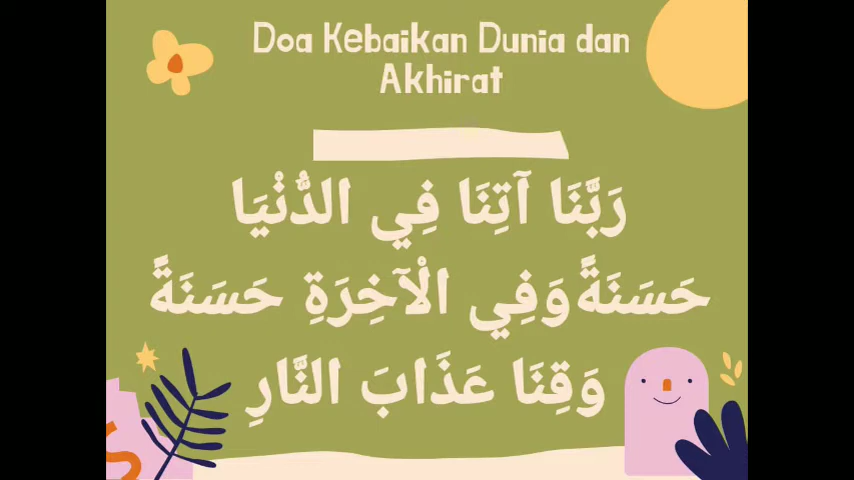 Doa Kebaikan Dunia dan
Akhirat
رَبَّنَا آتِنَا فِي الدُّنْيَا
حَسَنَةً وَفِي الْآخِرَةِ حَسَنَةً
وَقِنَا عَذَابَ النَّارِ